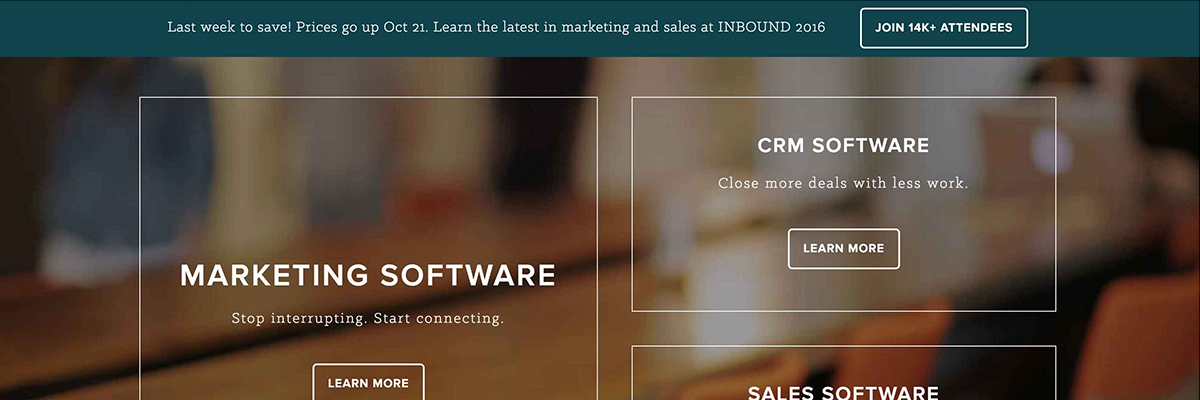 Last week to save! Prices go up Oct 21. Learn the latest in marketing and sales at INBOUND 2016
JOIN 14K+ ATTENDEES
MARKETING SOFTWARE
Stop interrupting. Start connecting.
LEARN MORE
CRM SOFTWARE
Close more deals with less work.
LEARN MORE
SALES SOFTWARE